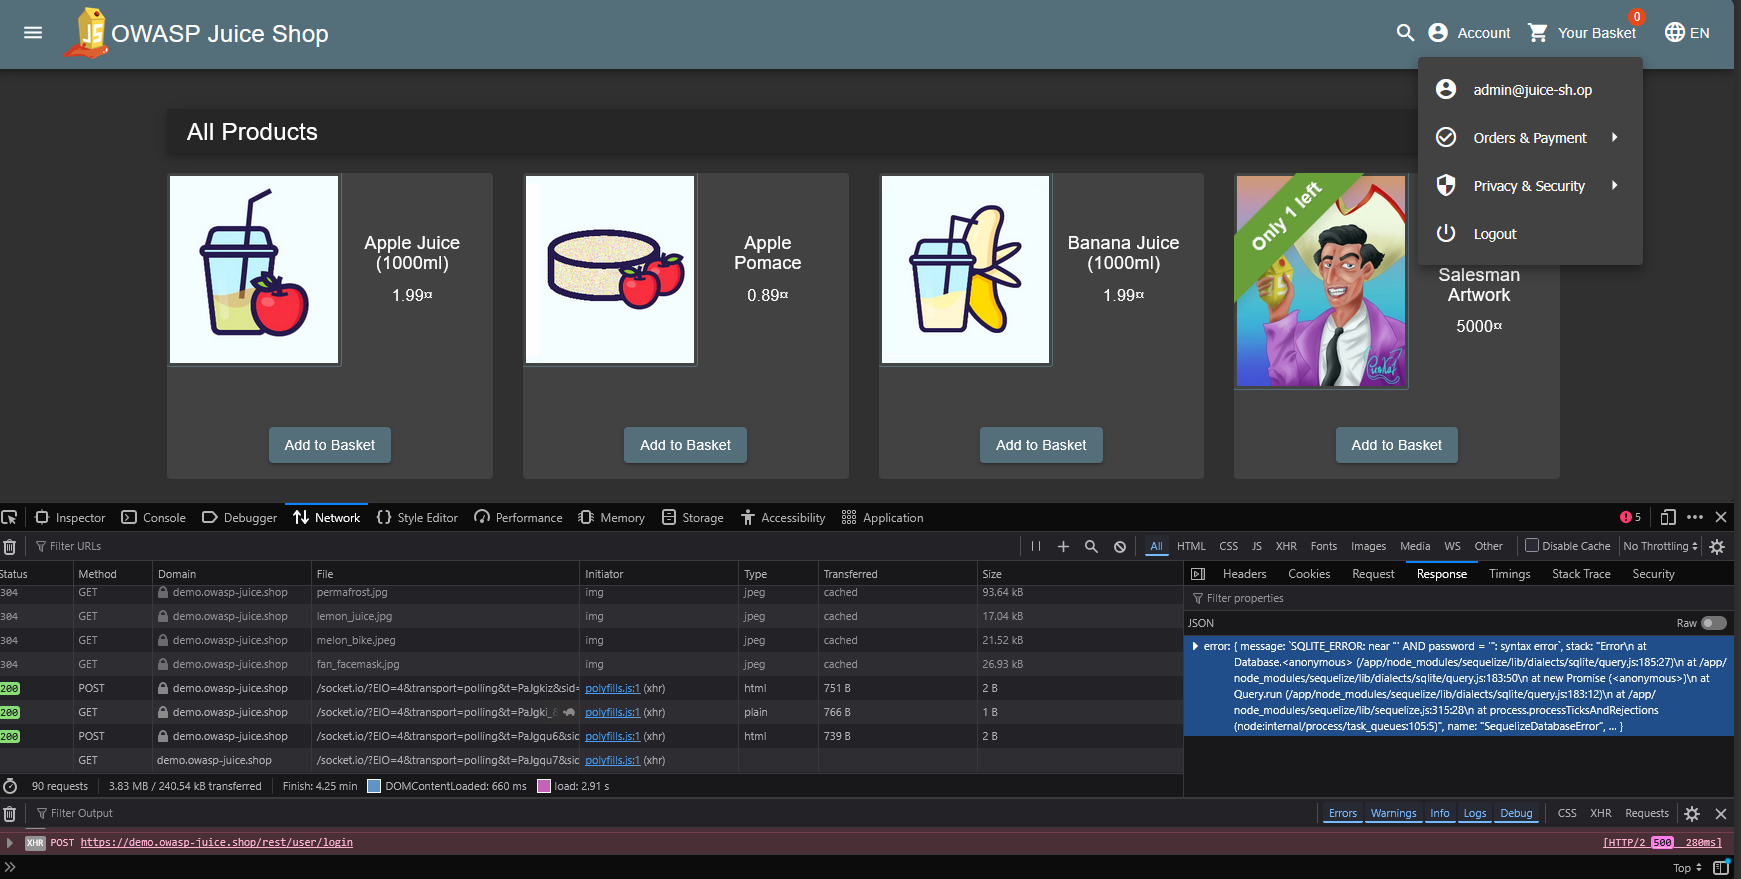 OWASP Juice Shop
Account
0
Your Basket
EN
admin@juice-sh.op
Orders & Payment
Privacy & Security
Logout
All Products
Apple Juice
(1000ml)
1.99¤
Add to Basket
Apple
Pomace
0.89¤
Add to Basket
Banana Juice
(1000ml)
1.99¤
Add to Basket
Only 1 left
Salesman
Artwork
5000¤
Add to Basket
Inspector Console Debugger Network Style Editor Performance Memory Storage Accessibility Application 5
Filter URLs
All HTML CSS JS XHR Fonts Images Media WS Other Disable Cache No Throttling
Status Method Domain File Initiator Type Transferred Size
304 GET demo.owasp-juice.shop permafrost.jpg img jpeg cached 93.64 kB
304 GET demo.owasp-juice.shop lemon_juice.jpg img jpeg cached 17.04 kB
304 GET demo.owasp-juice.shop melon_bike.jpeg img jpeg cached 21.52 kB
304 GET demo.owasp-juice.shop fan_facemask.jpg img jpeg cached 26.93 kB
200 POST demo.owasp-juice.shop /socket.io/?EIO=4&transport=polling&t=PaJgkiz&sid= polyfills.js:1 (xhr) html 751 B 2 B
200 GET demo.owasp-juice.shop /socket.io/?EIO=4&transport=polling&t=PaJgki_& polyfills.js:1 (xhr) plain 766 B 1 B
200 POST demo.owasp-juice.shop /socket.io/?EIO=4&transport=polling&t=PaJgqu6&sic polyfills.js:1 (xhr) html 739 B 2 B
GET demo.owasp-juice.shop /socket.io/?EIO=4&transport=polling&t=PaJgqu7&sic polyfills.js:1 (xhr)
90 requests 3.83 MB / 240.54 kB transferred Finish: 4.25 min DOMContentLoaded: 660 ms load: 2.91 s
Headers Cookies Request Response Timings Stack Trace Security
Filter properties
JSON Raw
error: { message: `SQLITE_ERROR: near "' AND password = '": syntax error`, stack: "Error\n at
Database.<anonymous> (/app/node_modules/sequelize/lib/dialects/sqlite/query.js:185:27)\n at /app/
node_modules/sequelize/lib/dialects/sqlite/query.js:183:50\n at new Promise (<anonymous>)\n at
Query.run (/app/node_modules/sequelize/lib/dialects/sqlite/query.js:183:12)\n at /app/
node_modules/sequelize/lib/sequelize.js:315:28\n at process.processTicksAndRejections
(node:internal/process/task_queues:105:5)", name: "SequelizeDatabaseError", … }
Filter Output
Errors Warnings Info Logs Debug CSS XHR Requests
XHR POST https://demo.owasp-juice.shop/rest/user/login [HTTP/2 500 280ms]
Top